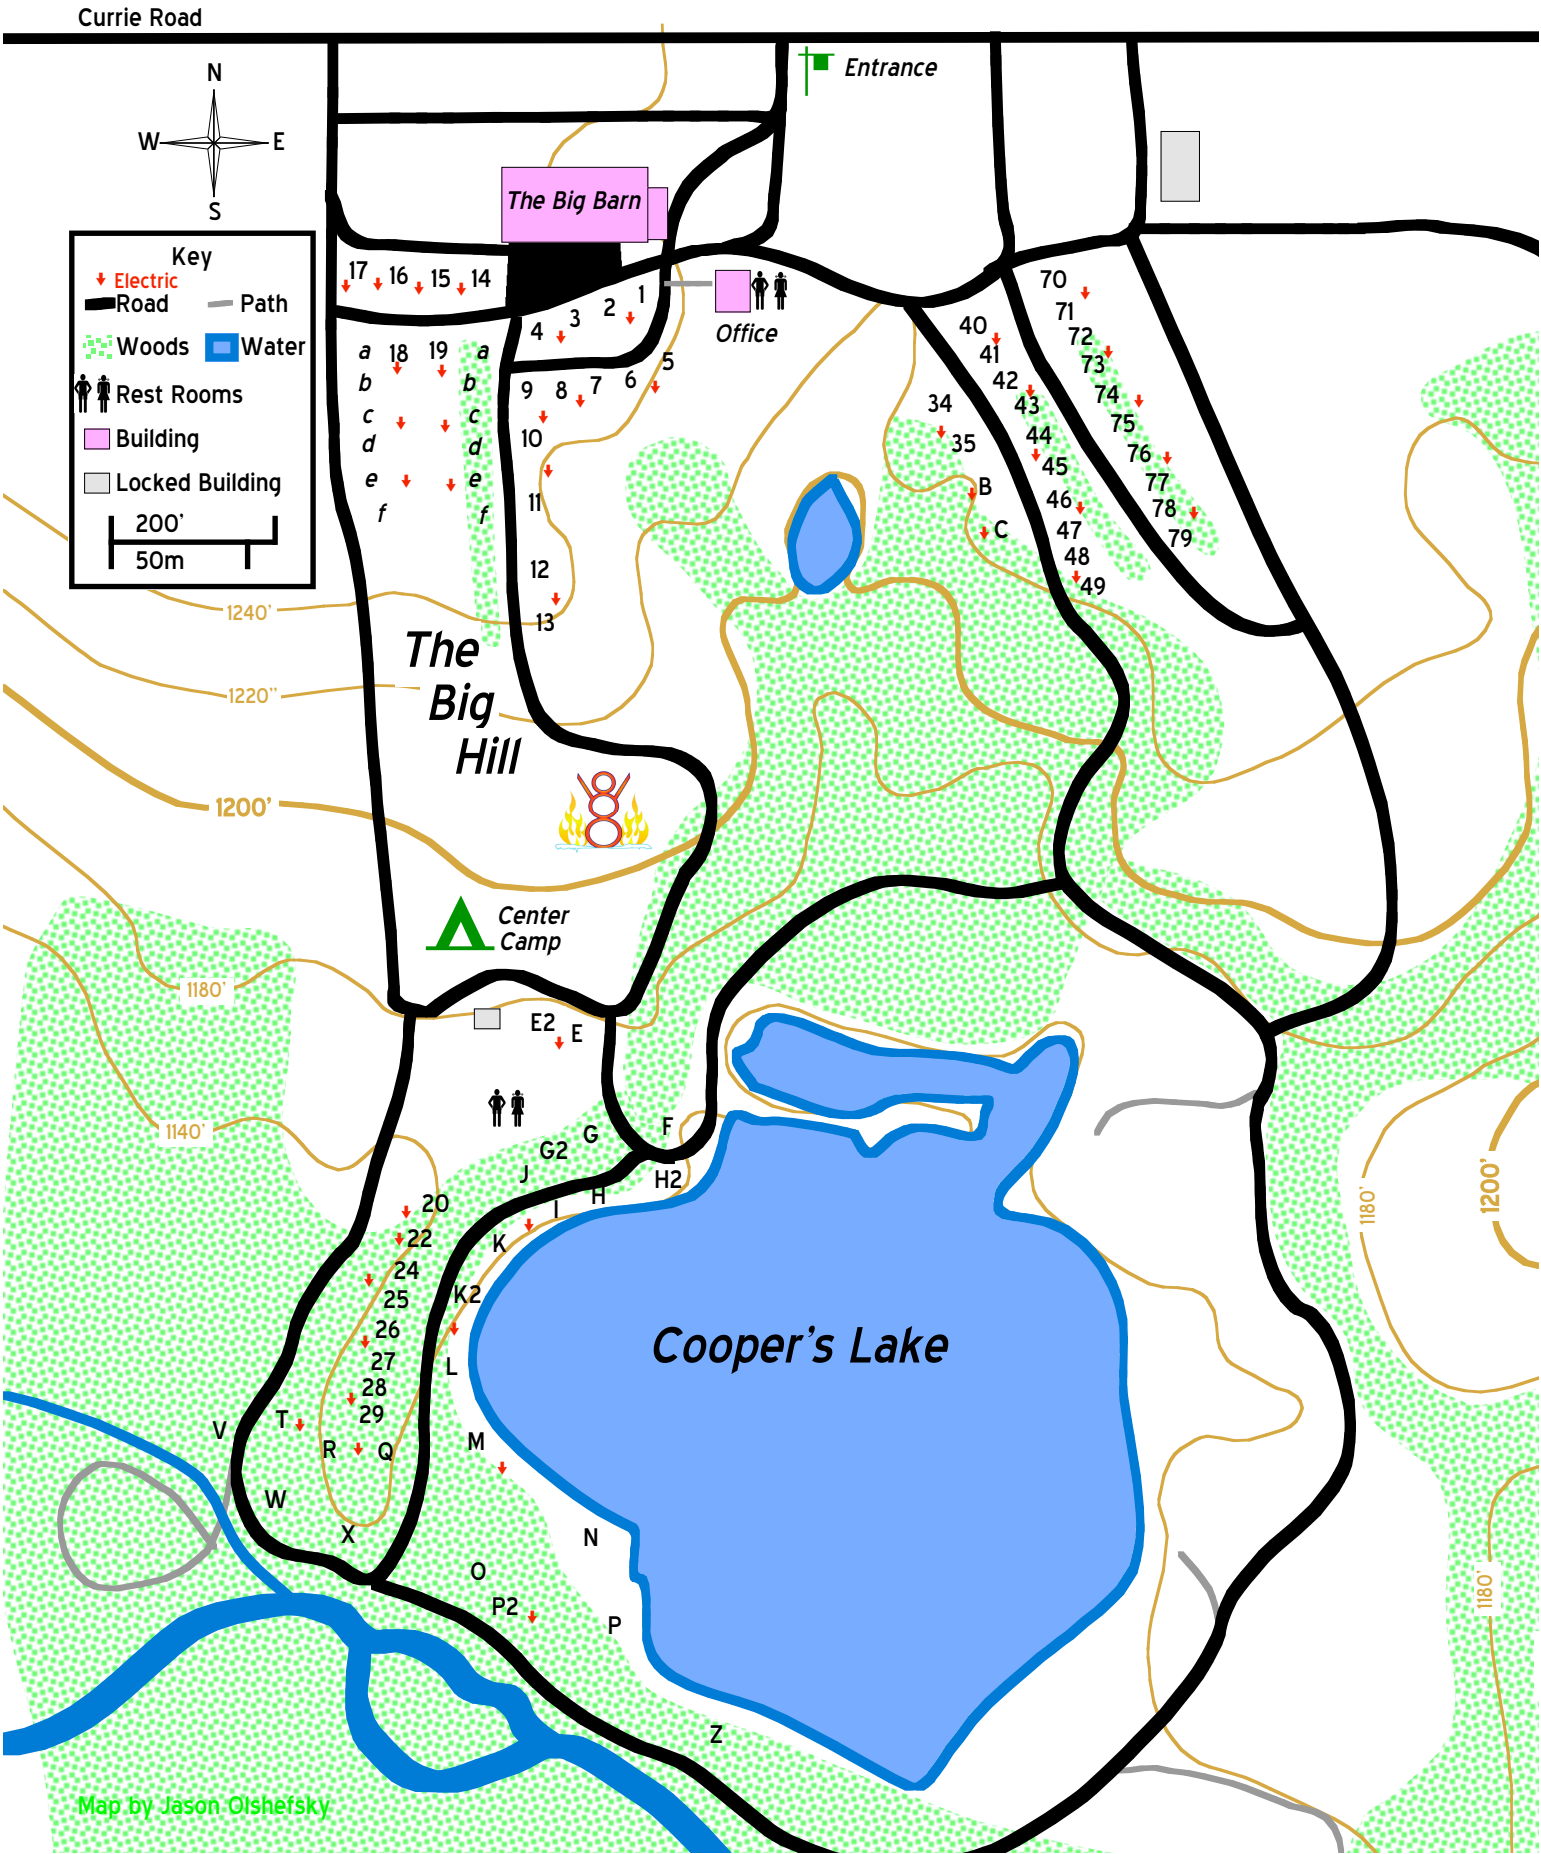 Currie Road
Entrance
N
W
E
S
The Big Barn
Key
Electric
Road
Path
Woods
Water
Rest Rooms
Building
Locked Building
200'
50m
17
16
15
14
1
2
3
4
Office
5
6
7
8
9
10
11
12
13
a
18
19
a
b
b
c
c
d
d
e
e
f
f
70
71
72
73
74
75
76
77
78
79
40
41
42
43
44
45
46
47
48
49
34
35
B
C
1240'
1220''
1200'
The
Big
Hill
Center
Camp
1180'
E2
E
1140'
F
G
G2
J
H2
H
I
K
K2
L
20
22
24
25
26
27
28
29
V
T
R
Q
W
X
M
N
O
P2
P
Z
Cooper's Lake
1180'
1200'
1180'
Map by Jason Olshefsky